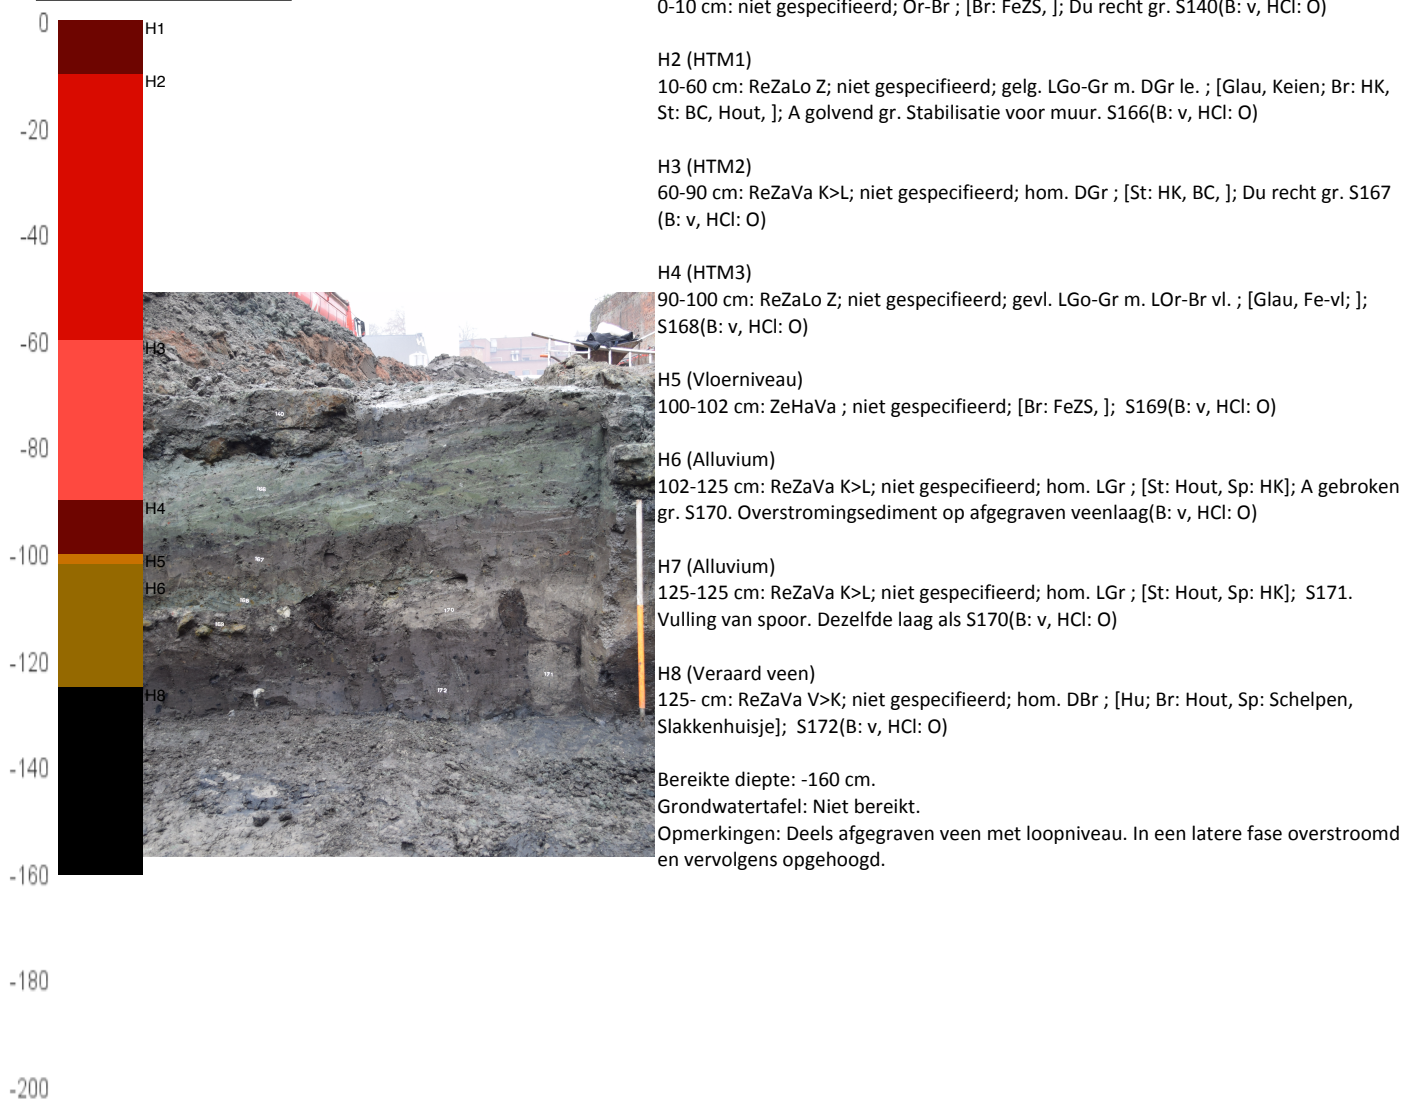 0-10 cm: niet gespecifieerd; Or-Br ; [Br: FeZS, ]; Du recht gr. S140(B: v, HCl: O)
H2 (HTM1)
10-60 cm: ReZaLo Z; niet gespecifieerd; gelg. LGo-Gr m. DGr le. ; [Glau, Keien; Br: HK,
St: BC, Hout, ]; A golvend gr. Stabilisatie voor muur. S166(B: v, HCl: O)
H3 (HTM2)
60-90 cm: ReZaVa K>L; niet gespecifieerd; hom. DGr ; [St: HK, BC, ]; Du recht gr. S167
(B: v, HCl: O)
H4 (HTM3)
90-100 cm: ReZaLo Z; niet gespecifieerd; gevl. LGo-Gr m. LOr-Br vl. ; [Glau, Fe-vl; ];
S168(B: v, HCl: O)
H5 (Vloerniveau)
100-102 cm: ZeHaVa ; niet gespecifieerd; [Br: FeZS, ]; S169(B: v, HCl: O)
H6 (Alluvium)
102-125 cm: ReZaVa K>L; niet gespecifieerd; hom. LGr ; [St: Hout, Sp: HK]; A gebroken
gr. S170. Overstromingsediment op afgegraven veenlaag(B: v, HCl: O)
H7 (Alluvium)
125-125 cm: ReZaVa K>L; niet gespecifieerd; hom. LGr ; [St: Hout, Sp: HK]; S171.
Vulling van spoor. Dezelfde laag als S170(B: v, HCl: O)
H8 (Veraard veen)
125- cm: ReZaVa V>K; niet gespecifieerd; hom. DBr ; [Hu; Br: Hout, Sp: Schelpen,
Slakkenhuisje]; S172(B: v, HCl: O)
Bereikte diepte: -160 cm.
Grondwatertafel: Niet bereikt.
Opmerkingen: Deels afgegraven veen met loopniveau. In een latere fase overstroomd
en vervolgens opgehoogd.
0
-20
-40
-60
-80
-100
-120
-140
-160
-180
-200
H1
H2
H3
H4
H5
H6
H8
140
166
167
168
169
170
171
172